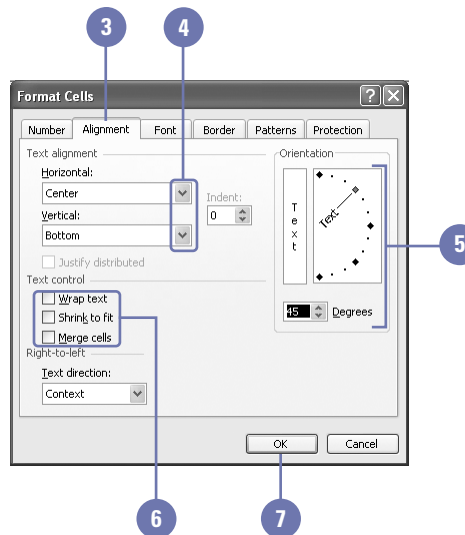 3 4
Format Cells
Number Alignment Font Border Patterns Protection
Text alignment
Horizontal:
Center
Indent:
0
Vertical:
Bottom
Justify distributed
Orientation
Text
Text
45 Degrees
5
Text control
Wrap text
Shrink to fit
Merge cells
Right-to-left
Text direction:
Context
OK Cancel
6 7